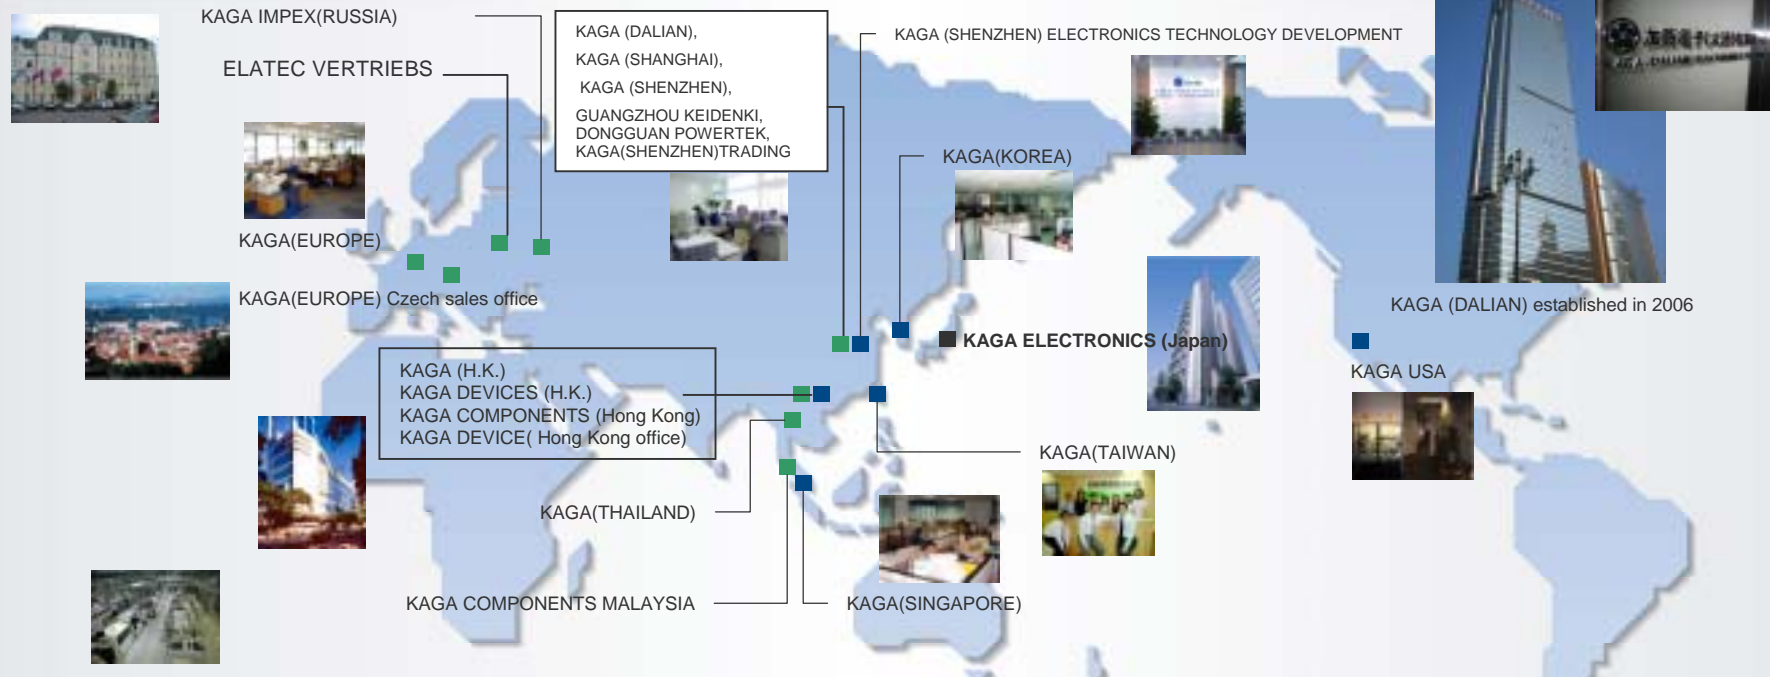 KAGA IMPEX(RUSSIA)
ELATEC VERTRIEBS
KAGA (DALIAN),
KAGA (SHANGHAI),
KAGA (SHENZHEN),
GUANGZHOU KEIDENKI,
DONGGUAN POWERTEK,
KAGA(SHENZHEN)TRADING
KAGA (SHENZHEN) ELECTRONICS TECHNOLOGY DEVELOPMENT
KAGA(KOREA)
KAGA(EUROPE)
KAGA(EUROPE) Czech sales office
KAGA (DALIAN) established in 2006
KAGA ELECTRONICS (Japan)
KAGA USA
KAGA (H.K.)
KAGA DEVICES (H.K.)
KAGA COMPONENTS (Hong Kong)
KAGA DEVICE( Hong Kong office)
KAGA(TAIWAN)
KAGA(THAILAND)
KAGA COMPONENTS MALAYSIA
KAGA(SINGAPORE)